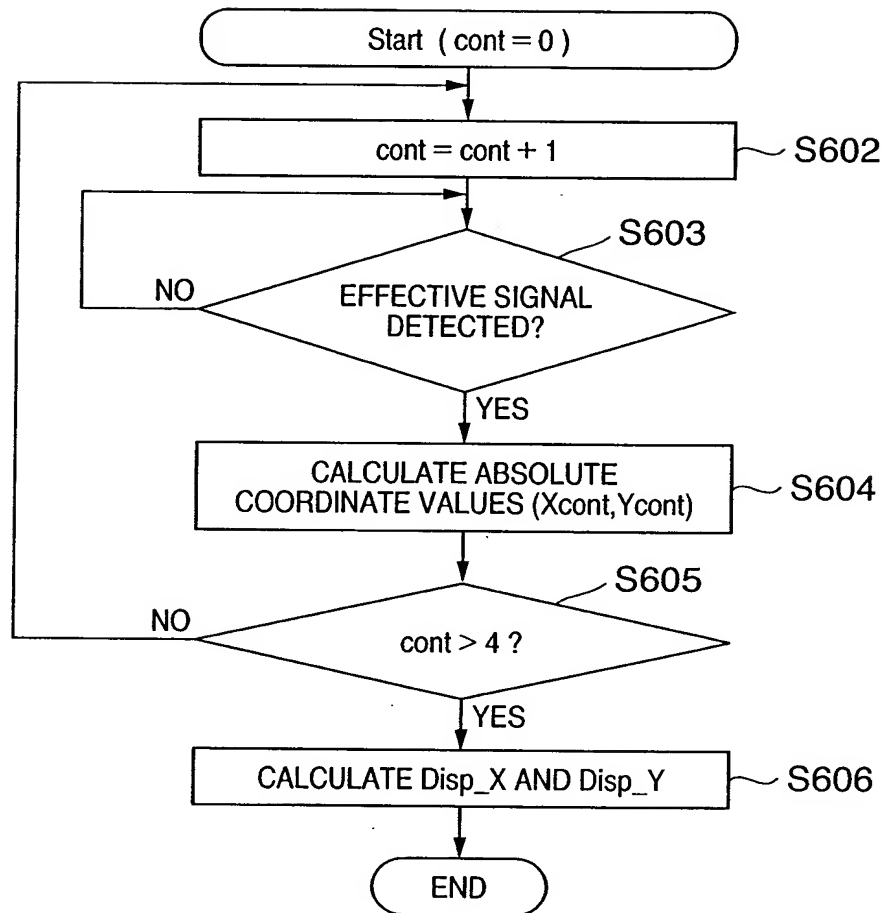 Start ( cont = 0 )
cont = cont + 1
S602
S603
NO
EFFECTIVE SIGNAL
DETECTED?
YES
CALCULATE ABSOLUTE
COORDINATE VALUES (Xcont,Ycont)
S604
S605
NO
cont > 4 ?
YES
CALCULATE Disp_X AND Disp_Y
S606
END